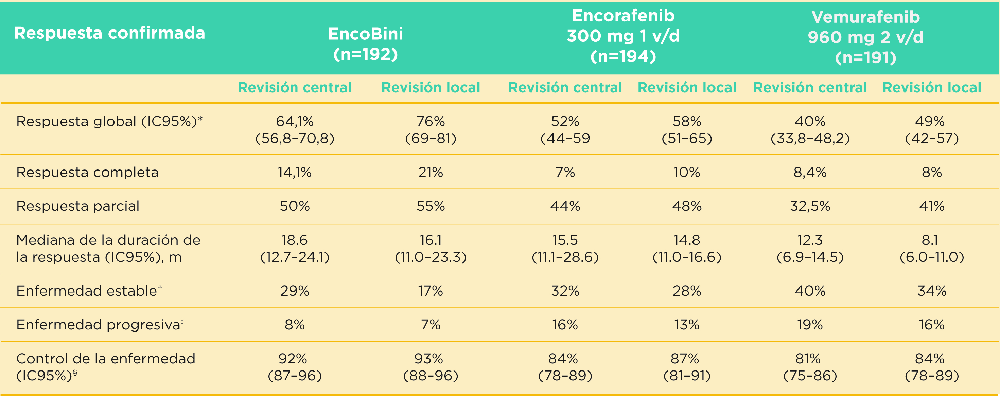 Respuesta confirmada
EncoBini
(n=192)
Encorafenib
300 mg 1 v/d
(n=194)
Vemurafenib
960 mg 2 v/d
(n=191)
Revisión central Revisión local Revisión central Revisión local Revisión central Revisión local
Respuesta global (IC95%)* 64,1% 76% 52% 58% 40% 49%
(56,8–70,8) (69–81) (44–59 (51–65) (33,8–48,2) (42–57)
Respuesta completa 14,1% 21% 7% 10% 8,4% 8%
Respuesta parcial 50% 55% 44% 48% 32,5% 41%
Mediana de la duración de 18.6 16.1 15.5 14.8 12.3 8.1
la respuesta (IC95%), m (12.7–24.1) (11.0–23.3) (11.1–28.6) (11.0–16.6) (6.9–14.5) (6.0–11.0)
Enfermedad estable† 29% 17% 32% 28% 40% 34%
Enfermedad progresiva‡ 8% 7% 16% 13% 19% 16%
Control de la enfermedad 92% 93% 84% 87% 81% 84%
(IC95%)§ (87–96) (88–96) (78–89) (81–91) (75–86) (78–89)